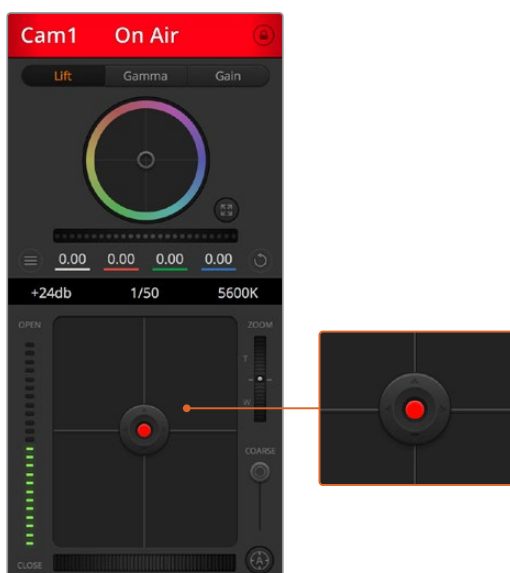 Cam1 On Air
Lift Gamma Gain
0.00 0.00 0.00 0.00
+24db 1/50 5600K
OPEN ZOOM
T
W
COARSE
A
CLOSE